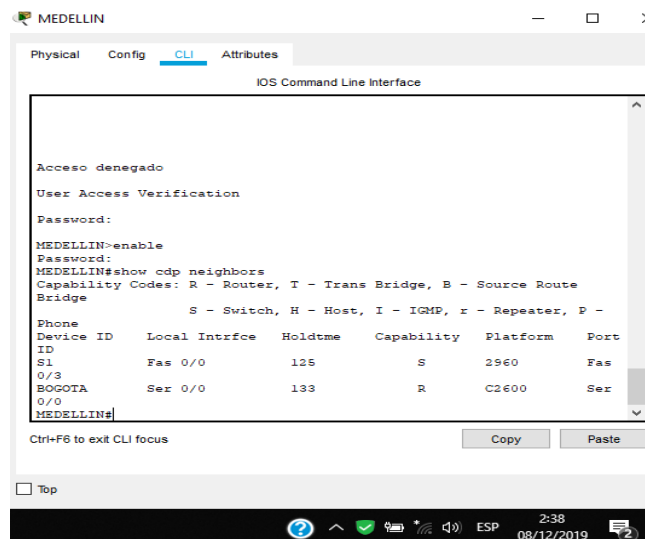 MEDELLIN
Physical Config CLI Attributes
IOS Command Line Interface
Acceso denegado
User Access Verification
Password:
MEDELLIN>enable
Password:
MEDELLIN#show cdp neighbors
Capability Codes: R - Router, T - Trans Bridge, B - Source Route
Bridge
S - Switch, H - Host, I - IGMP, r - Repeater, P -
Phone
Device ID Local Intrfce Holdtme Capability Platform Port
ID
S1 Fas 0/0 125 S 2960 Fas
0/3
BOGOTA Ser 0/0 133 R C2600 Ser
0/0
MEDELLIN#
Ctrl+F6 to exit CLI focus
Copy Paste
Top
ESP 2:38
08/12/2019 2